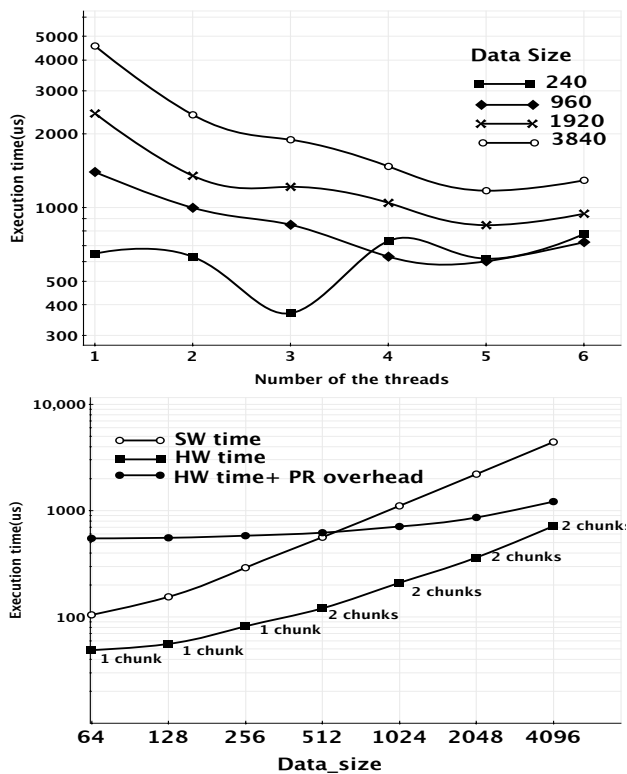 5000
4000
3000
2000
1000
500
400
300
Execution time(us)
Data Size
240
960
1920
3840
1 2 3 4 5 6
Number of the threads
10,000
1000
100
Execution time(us)
SW time
HW time
HW time+ PR overhead
2 chunks
2 chunks
2 chunks
2 chunks
1 chunk
1 chunk
1 chunk
64 128 256 512 1024 2048 4096
Data_size